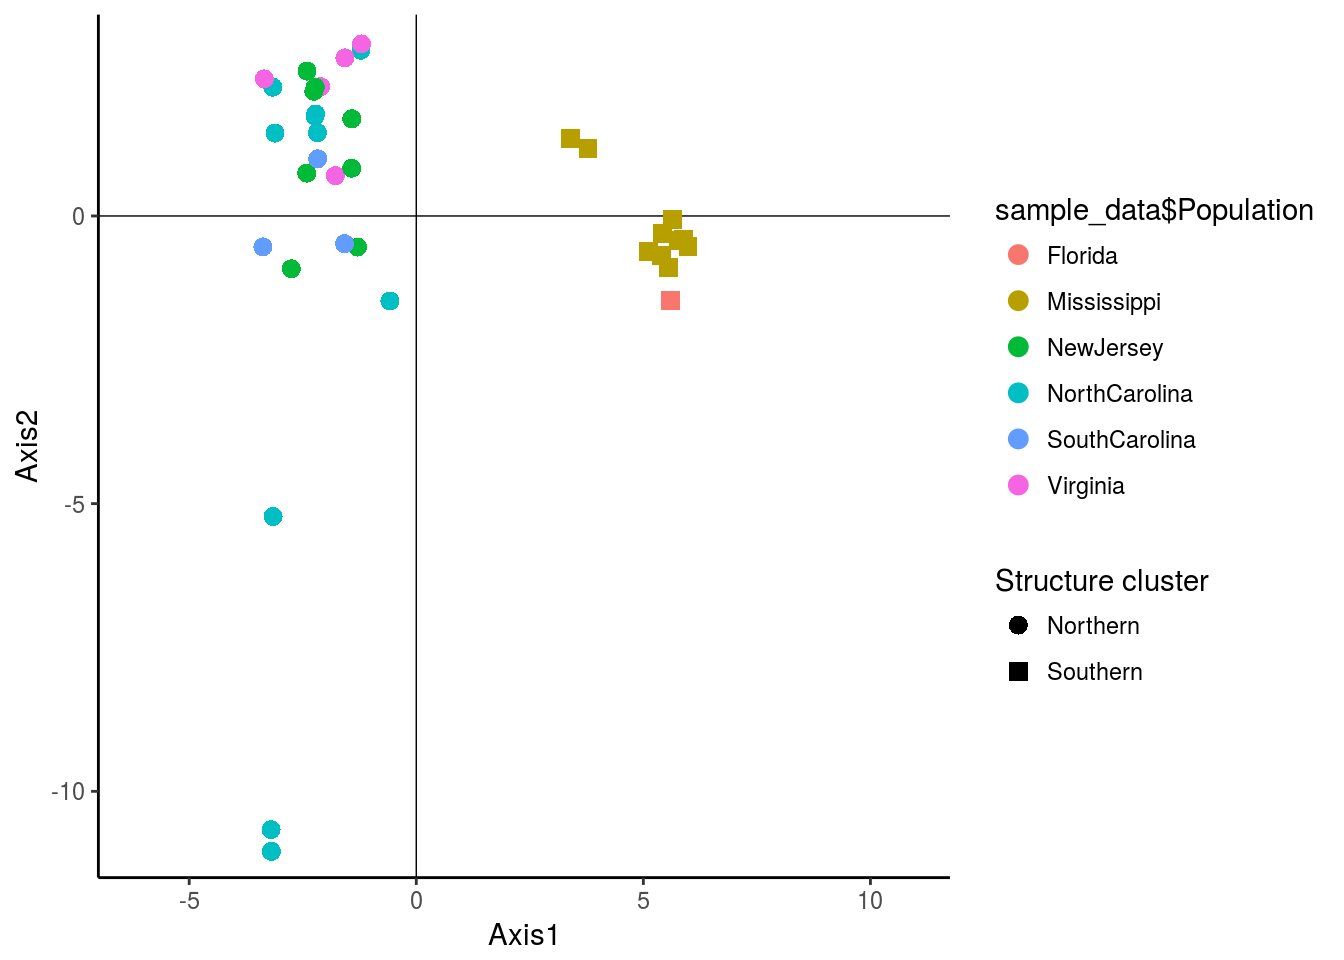 0
-5
-10
-5
0
5
10
Axis1
Axis2
sample_data$Population
Florida
Mississippi
NewJersey
NorthCarolina
SouthCarolina
Virginia
Structure cluster
Northern
Southern